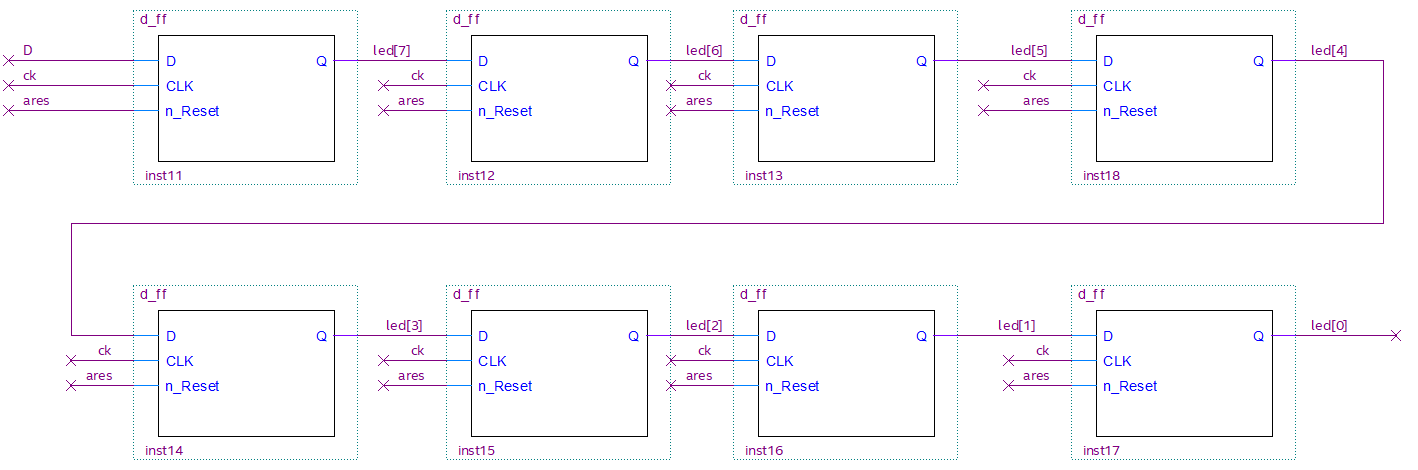 d_ff d_ff d_ff d_ff
D D Q led[7] D Q led[6] D Q led[5] D Q led[4]
ck CLK ck CLK ck CLK ck CLK
ares n_Reset ares n_Reset ares n_Reset ares n_Reset
inst11 inst12 inst13 inst18
d_ff d_ff d_ff d_ff
D Q led[3] D Q led[2] D Q led[1] D Q led[0]
ck CLK ck CLK ck CLK ck CLK
ares n_Reset ares n_Reset ares n_Reset ares n_Reset
inst14 inst15 inst16 inst17